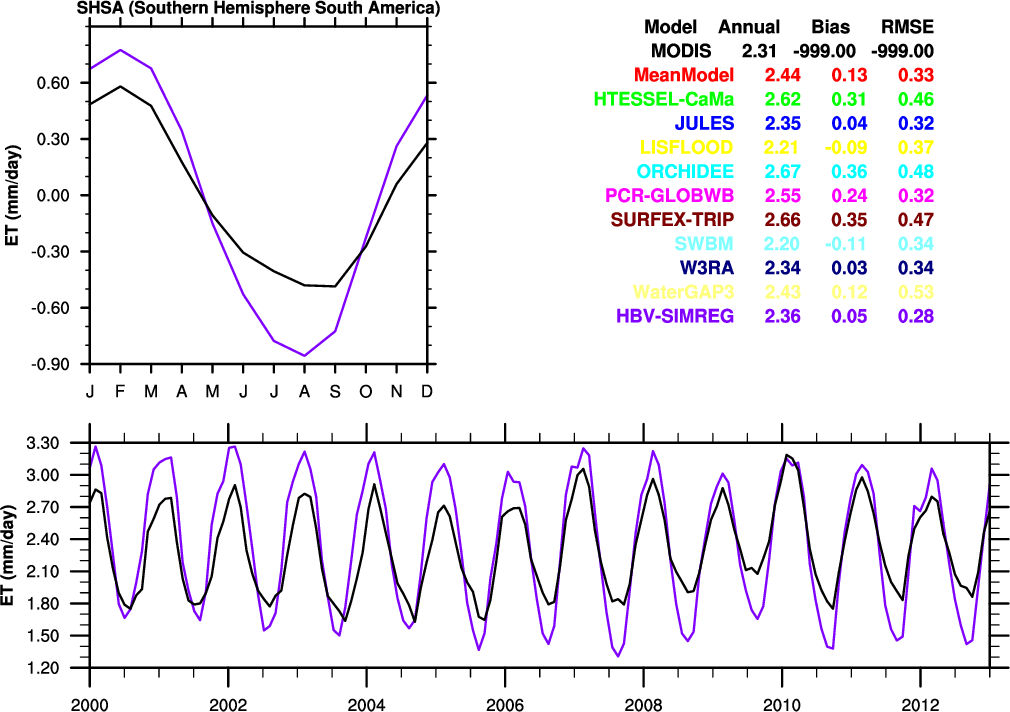 SHSA (Southern Hemisphere South America)
ET (mm/day)
0.60
0.30
0.00
-0.30
-0.60
-0.90
J F M A M J J A S O N D
Model Annual Bias RMSE
MODIS 2.31 -999.00 -999.00
MeanModel 2.44 0.13 0.33
HTESSEL-CaMa 2.62 0.31 0.46
JULES 2.35 0.04 0.32
LISFLOOD 2.21 -0.09 0.37
ORCHIDEE 2.67 0.36 0.48
PCR-GLOBWB 2.55 0.24 0.32
SURFEX-TRIP 2.66 0.35 0.47
SWBM 2.20 -0.11 0.34
W3RA 2.34 0.03 0.34
WaterGAP3 2.43 0.12 0.53
HBV-SIMREG 2.36 0.05 0.28
ET (mm/day)
3.30
3.00
2.70
2.40
2.10
1.80
1.50
1.20
2000 2002 2004 2006 2008 2010 2012